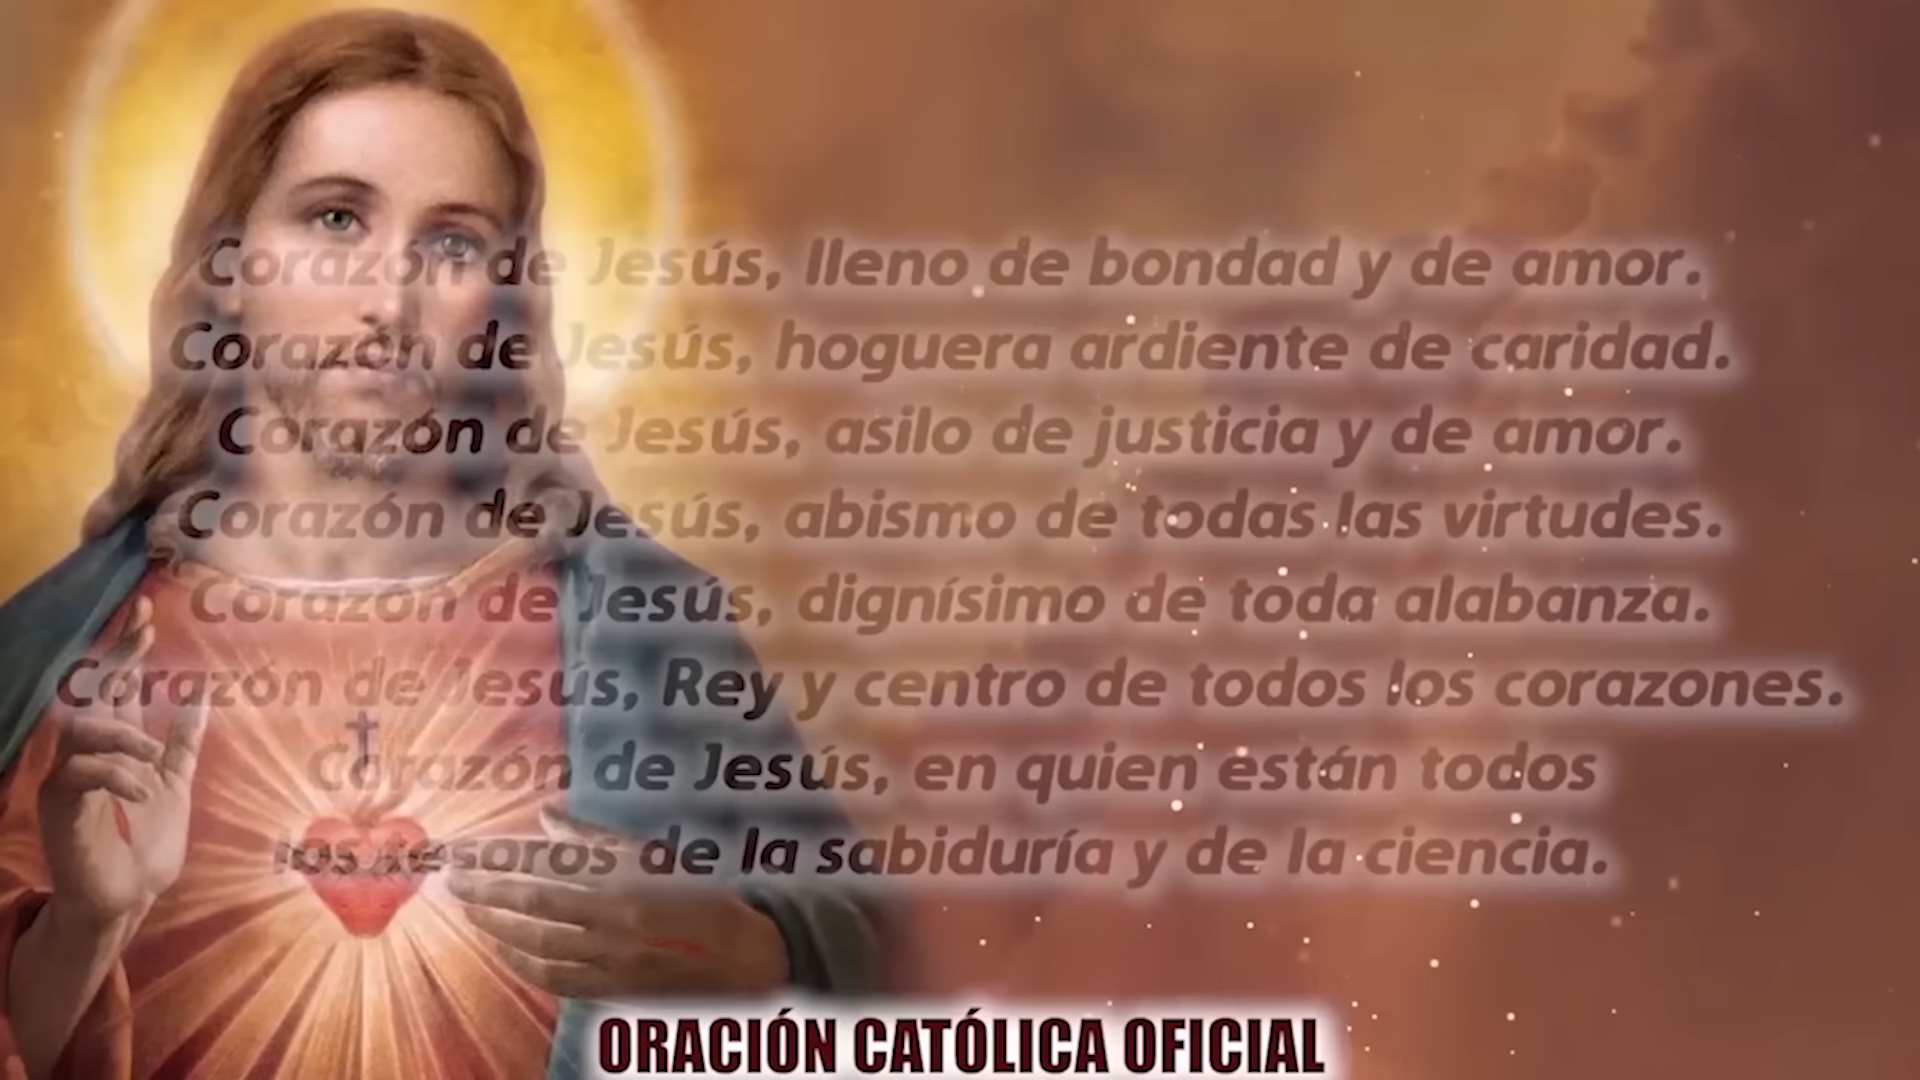 Corazón de Jesús, lleno de bondad y de amor.
Corazón de Jesús, hoguera ardiente de caridad.
Corazón de Jesús, asilo de justicia y de amor.
Corazón de Jesús, abismo de todas las virtudes.
Corazón de Jesús, dignísimo de toda alabanza.
Corazón de Jesús, Rey y centro de todos los corazones.
Corazón de Jesús, en quien están todos
los tesoros de la sabiduría y de la ciencia.
ORACIÓN CATÓLICA OFICIAL